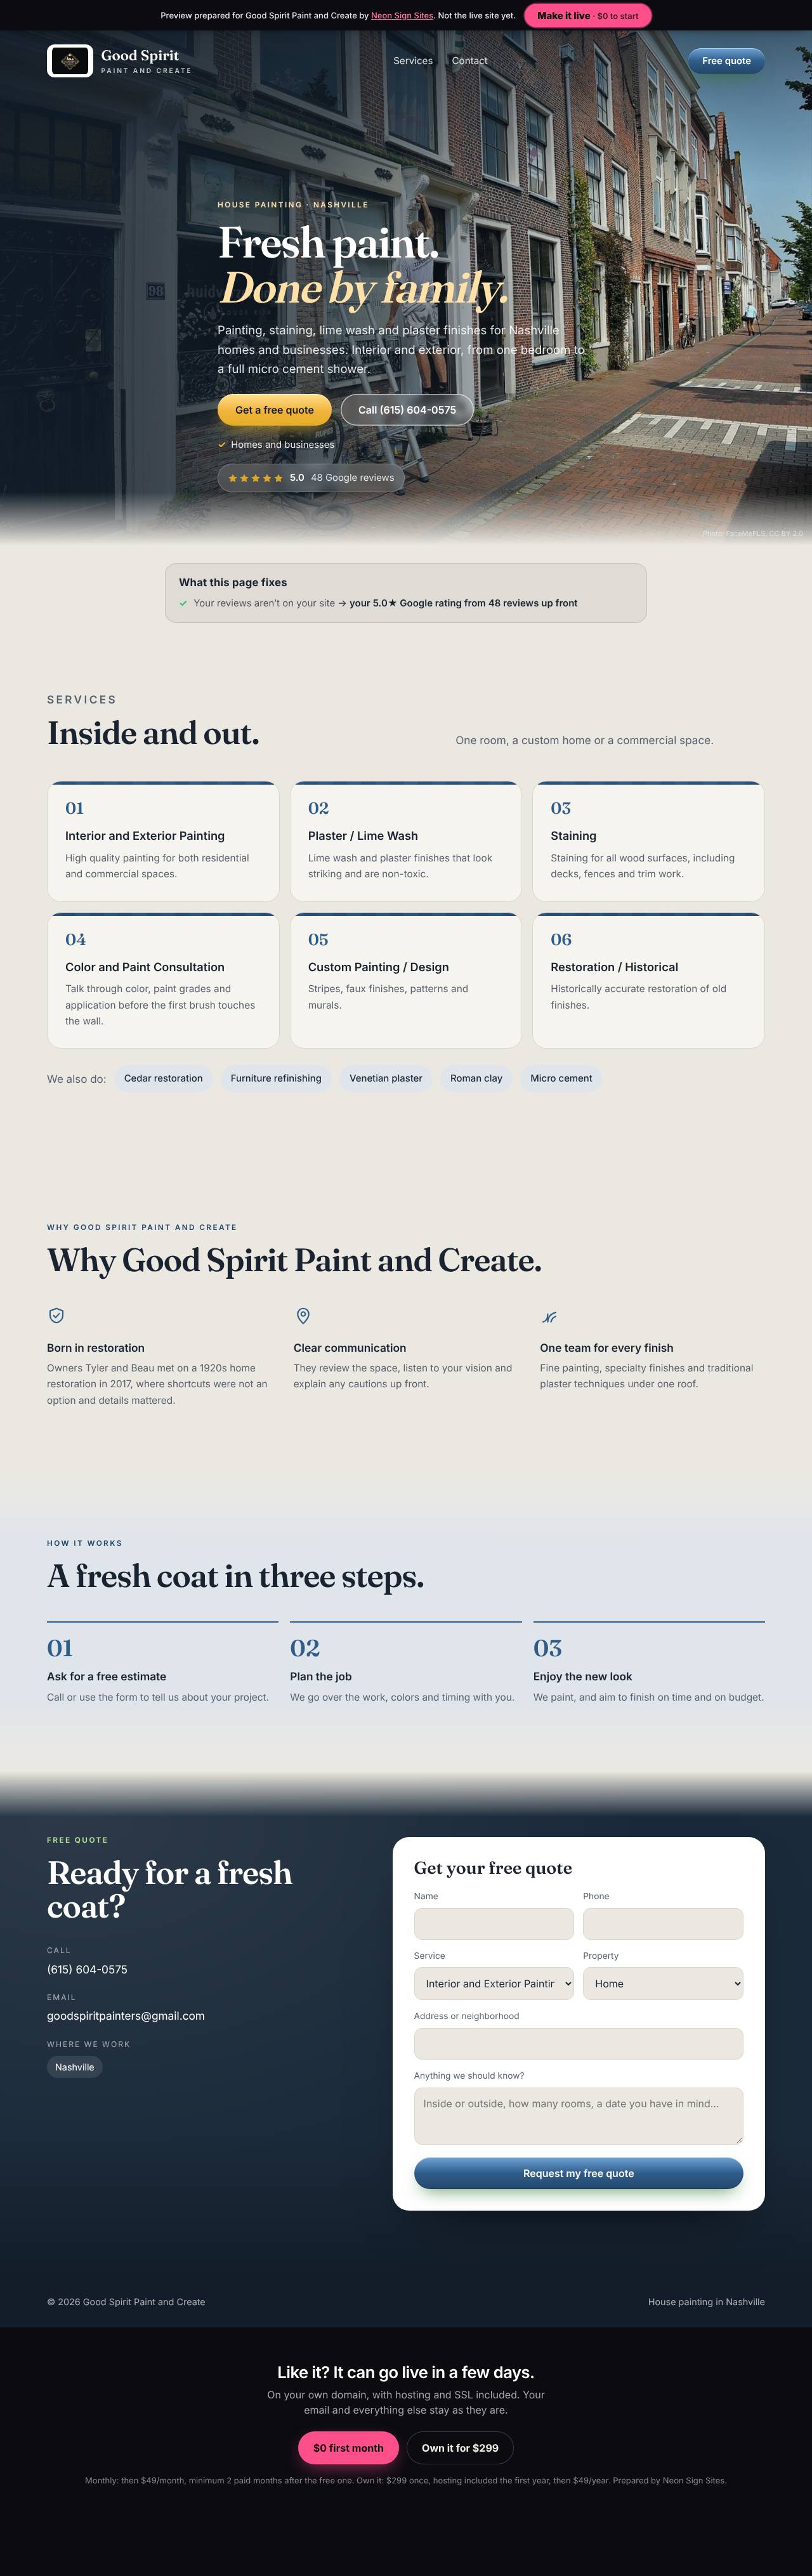 Preview prepared for Good Spirit Paint and Create by Neon Sign Sites. Not the live site yet.
Make it live · $0 to start
Good Spirit
PAINT AND CREATE
Services
Contact
Free quote
98
HOUSE PAINTING · NASHVILLE
Fresh paint.
Done by family.
Painting, staining, lime wash and plaster finishes for Nashville
homes and businesses. Interior and exterior, from one bedroom to
a full micro cement shower.
Get a free quote
Call (615) 604-0575
✓ Homes and businesses
★★★★★ 5.0 48 Google reviews
Photo: FaceMePLS, CC BY 2.0
What this page fixes
✓ Your reviews aren't on your site → your 5.0★ Google rating from 48 reviews up front
SERVICES
Inside and out.
One room, a custom home or a commercial space.
01
Interior and Exterior Painting
High quality painting for both residential
and commercial spaces.
02
Plaster / Lime Wash
Lime wash and plaster finishes that look
striking and are non-toxic.
03
Staining
Staining for all wood surfaces, including
decks, fences and trim work.
04
Color and Paint Consultation
Talk through color, paint grades and
application before the first brush touches
the wall.
05
Custom Painting / Design
Stripes, faux finishes, patterns and
murals.
06
Restoration / Historical
Historically accurate restoration of old
finishes.
We also do:
Cedar restoration
Furniture refinishing
Venetian plaster
Roman clay
Micro cement
WHY GOOD SPIRIT PAINT AND CREATE
Why Good Spirit Paint and Create.
Born in restoration
Owners Tyler and Beau met on a 1920s home
restoration in 2017, where shortcuts were not an
option and details mattered.
Clear communication
They review the space, listen to your vision and
explain any cautions up front.
One team for every finish
Fine painting, specialty finishes and traditional
plaster techniques under one roof.
HOW IT WORKS
A fresh coat in three steps.
01
Ask for a free estimate
Call or use the form to tell us about your project.
02
Plan the job
We go over the work, colors and timing with you.
03
Enjoy the new look
We paint, and aim to finish on time and on budget.
FREE QUOTE
Ready for a fresh
coat?
CALL
(615) 604-0575
EMAIL
goodspiritpainters@gmail.com
WHERE WE WORK
Nashville
Get your free quote
Name
Phone
Service
Property
Interior and Exterior Paintir
Home
Address or neighborhood
Anything we should know?
Inside or outside, how many rooms, a date you have in mind...
Request my free quote
© 2026 Good Spirit Paint and Create
House painting in Nashville
Like it? It can go live in a few days.
On your own domain, with hosting and SSL included. Your
email and everything else stay as they are.
$0 first month
Own it for $299
Monthly: then $49/month, minimum 2 paid months after the free one. Own it: $299 once, hosting included the first year, then $49/year. Prepared by Neon Sign Sites.